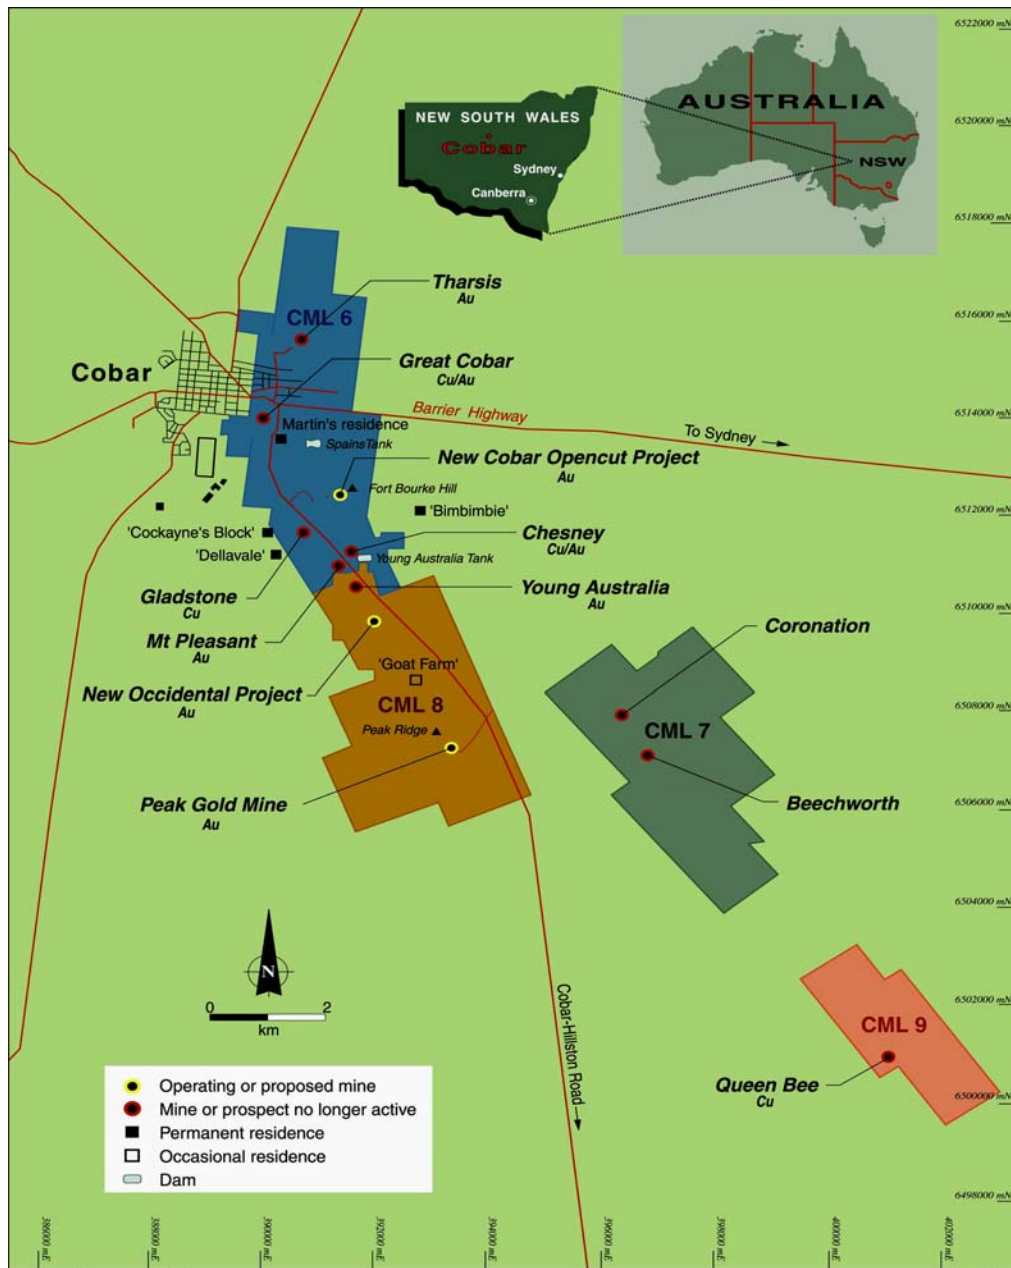 6522000 mN
AUSTRALIA
NEW SOUTH WALES
Cobar
6520000 mN
NSW
Sydney
Canberra
6518000 mN
Tharsis
Au
CML 6
6516000 mN
Great Cobar
Cu/Au
Cobar
Barrier Highway
6514000 mN
Martin's residence
To Sydney
SpainsTank
New Cobar Opencut Project
Au
Fort Bourke Hill
'Bimbimbie'
6512000 mN
'Cockayne's Block'
Chesney
Cu/Au
'Dellavale'
Young Australia Tank
Gladstone
Cu
Young Australia
Au
6510000 mN
Mt Pleasant
Au
Coronation
'Goat Farm'
New Occidental Project
Au
CML 8
6508000 mN
Peak Ridge
CML 7
Peak Gold Mine
Au
Beechworth
6506000 mN
6504000 mN
N
0 2
km
Cobar-Hillston Road
6502000 mN
CML 9
Queen Bee
Cu
6500000 mN
Operating or proposed mine
Mine or prospect no longer active
Permanent residence
Occasional residence
Dam
6498000 mN
386000 mE
388000 mE
390000 mE
392000 mE
394000 mE
396000 mE
398000 mE
400000 mE
402000 mE